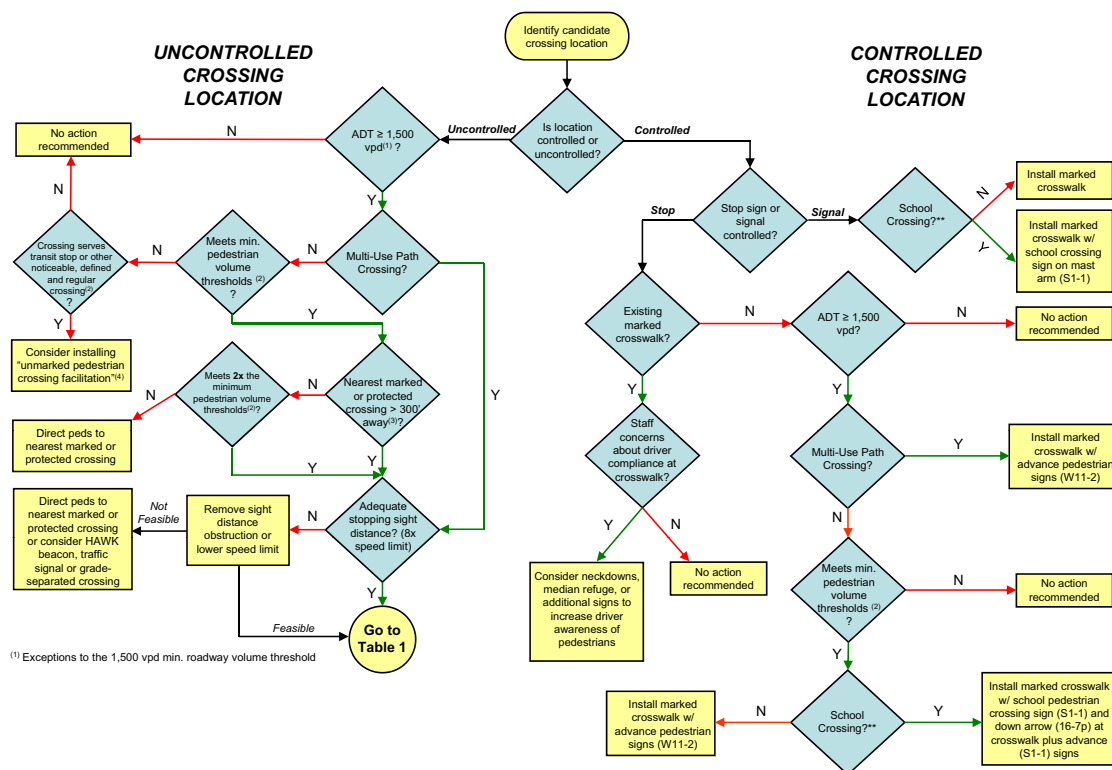 Identify candidate
crossing location
UNCONTROLLED
CROSSING
LOCATION
CONTROLLED
CROSSING
LOCATION
Is location
controlled or
uncontrolled?
Uncontrolled
Controlled
ADT ≥ 1,500
vpd(1) ?
N
No action
recommended
Y
N
Multi-Use Path
Crossing?
N
Meets min.
pedestrian
volume
thresholds (2)
?
N
Crossing serves
transit stop or other
noticeable, defined
and regular
crossing(2)
?
Y
Y
Y
Consider installing
"unmarked pedestrian
crossing facilitation"(4)
Nearest marked
or protected
crossing > 300'
away(3)?
N
Meets 2x the
minimum
pedestrian volume
thresholds(2)?
N
Direct peds to
nearest marked or
protected crossing
Y
Y
Adequate
stopping sight
distance? (8x
speed limit)
N
Remove sight
distance
obstruction or
lower speed limit
Not
Feasible
Direct peds to
nearest marked or
protected crossing
or consider HAWK
beacon, traffic
signal or grade-
separated crossing
Y
Feasible
Go to
Table 1
(1) Exceptions to the 1,500 vpd min. roadway volume threshold
Stop sign or
signal
controlled?
Stop
Signal
School
Crossing?**
N
Install marked
crosswalk
Y
Install marked
crosswalk w/
school crossing
sign on mast
arm (S1-1)
Existing
marked
crosswalk?
N
ADT ≥ 1,500
vpd?
N
No action
recommended
Y
Y
Staff
concerns
about driver
compliance at
crosswalk?
Y
N
Consider neckdowns,
median refuge, or
additional signs to
increase driver
awareness of
pedestrians
No action
recommended
Multi-Use Path
Crossing?
Y
Install marked
crosswalk w/
advance pedestrian
signs (W11-2)
N
Meets min.
pedestrian
volume
thresholds (2)
?
N
No action
recommended
Y
School
Crossing?**
N
Install marked
crosswalk w/
advance pedestrian
signs (W11-2)
Y
Install marked crosswalk
w/ school pedestrian
crossing sign (S1-1) and
down arrow (16-7p) at
crosswalk plus advance
(S1-1) signs